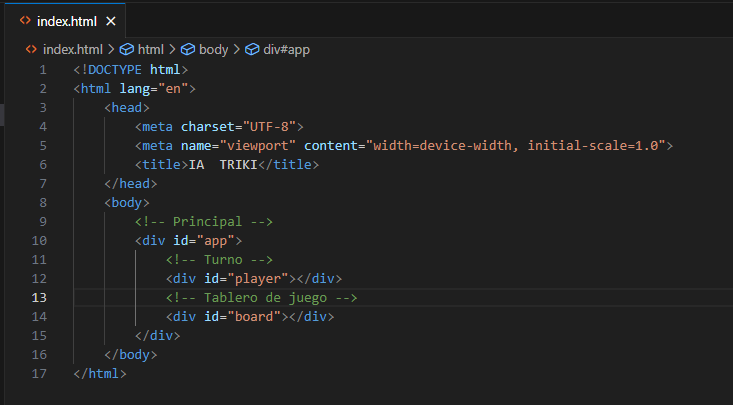 index.html
index.html > html > body > div#app
1 <!DOCTYPE html>
2 <html lang="en">
3     <head>
4         <meta charset="UTF-8">
5         <meta name="viewport" content="width=device-width, initial-scale=1.0">
6         <title>IA  TRIKI</title>
7     </head>
8     <body>
9         <!-- Principal -->
10         <div id="app">
11             <!-- Turno -->
12             <div id="player"></div>
13             <!-- Tablero de juego -->
14             <div id="board"></div>
15         </div>
16     </body>
17 </html>